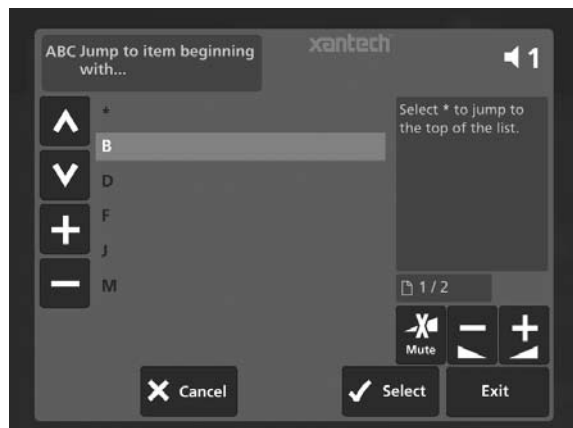 ABC Jump to item beginning
with...
xantech
1
*
B
D
F
J
M
Select * to jump to
the top of the list.
1 / 2
Mute
Cancel
Select
Exit